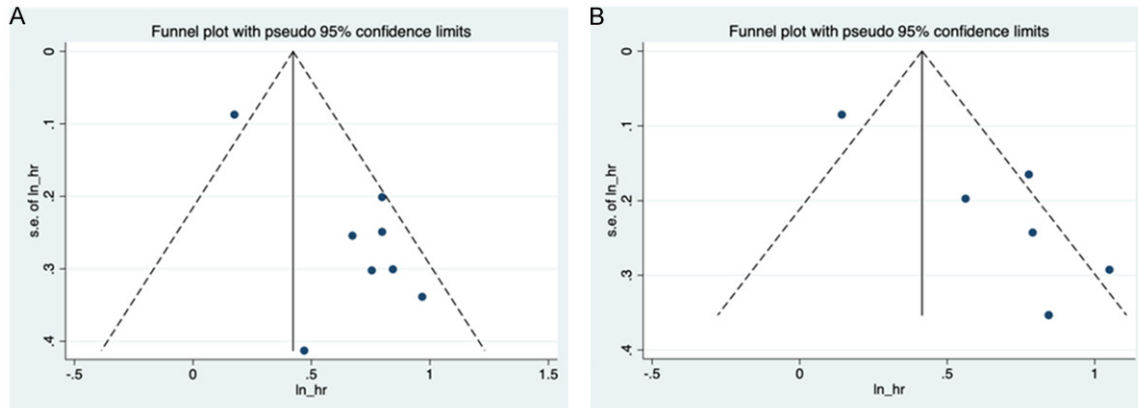 A
Funnel plot with pseudo 95% confidence limits
s.e. of ln_hr
0
.1
.2
.3
.4
-.5
0
.5
1
1.5
ln_hr
B
Funnel plot with pseudo 95% confidence limits
s.e. of ln_hr
0
.1
.2
.3
.4
-.5
0
.5
1
ln_hr